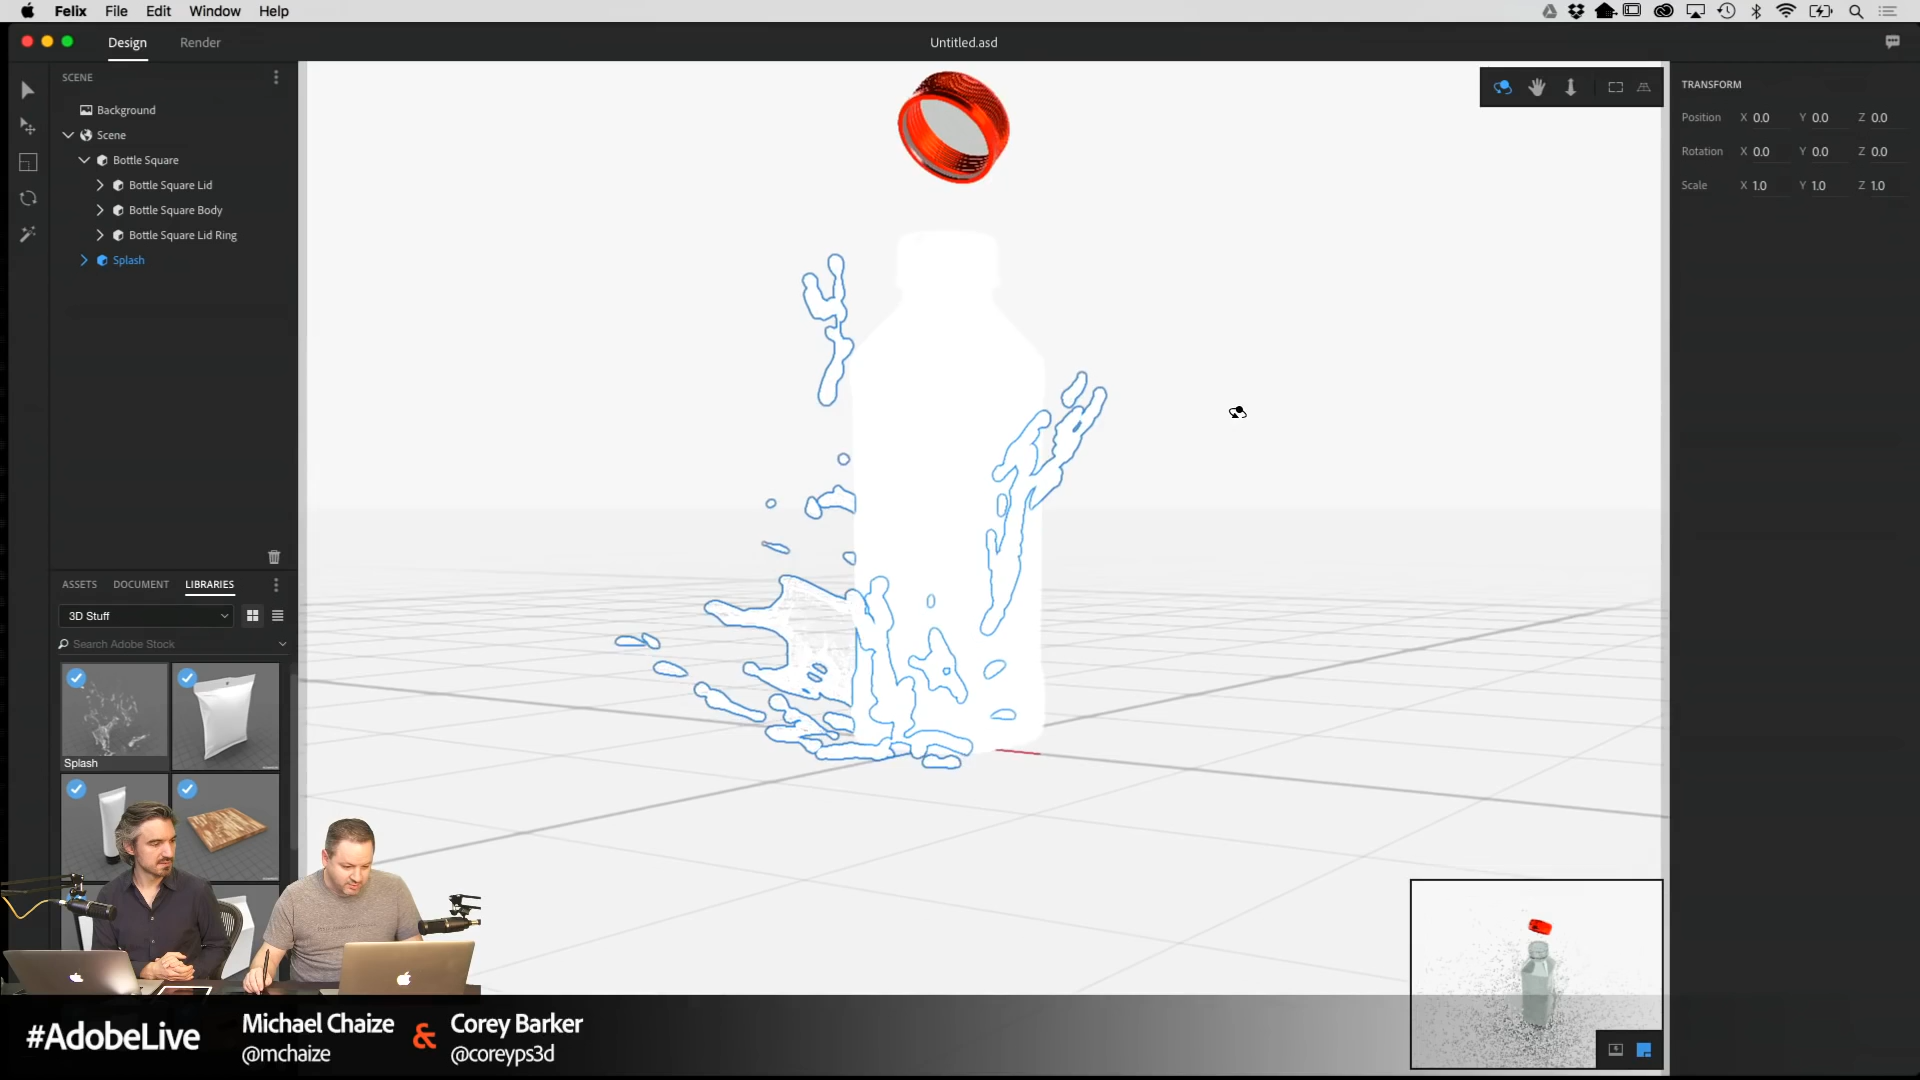 Felix File Edit Window Help
Design Render Untitled.asd
SCENE
Background
Scene
Bottle Square
Bottle Square Lid
Bottle Square Body
Bottle Square Lid Ring
Splash
ASSETS DOCUMENT LIBRARIES
3D Stuff
Search Adobe Stock
Splash
TRANSFORM
Position X 0.0 Y 0.0 Z 0.0
Rotation X 0.0 Y 0.0 Z 0.0
Scale X 1.0 Y 1.0 Z 1.0
#AdobeLive
Michael Chaize & Corey Barker
@mchaize @coreyps3d